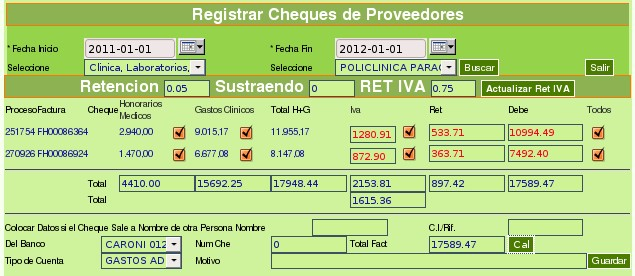 Registrar Cheques de Proveedores
* Fecha Inicio 2011-01-01 * Fecha Fin 2012-01-01
Seleccione Clinica, Laboratorios, Seleccione POLICLINICA PARA Buscar Salir
Retencion 0.05 Sustraendo 0 RET IVA 0.75 Actualizar Ret IVA
Proceso Factura Cheque Honorarios Medicos Gastos Clinicos Total H+G Iva Ret Debe Todos
251754 FH00086364 2.940,00 9.015,17 11.955,17 1280.91 533.71 10994.49
270926 FH00086924 1.470,00 6.677,08 8.147,08 872.90 363.71 7492.40
Total 4410.00 15692.25 17948.44 2153.81 897.42 17589.47
Total 1615.36
Colocar Datos si el Cheque Sale a Nombre de otra Persona Nombre C.I/Rif.
Del Banco CARONI 012 Num Che 0 Total Fact 17589.47 Cal
Tipo de Cuenta GASTOS AD Motivo Guardar